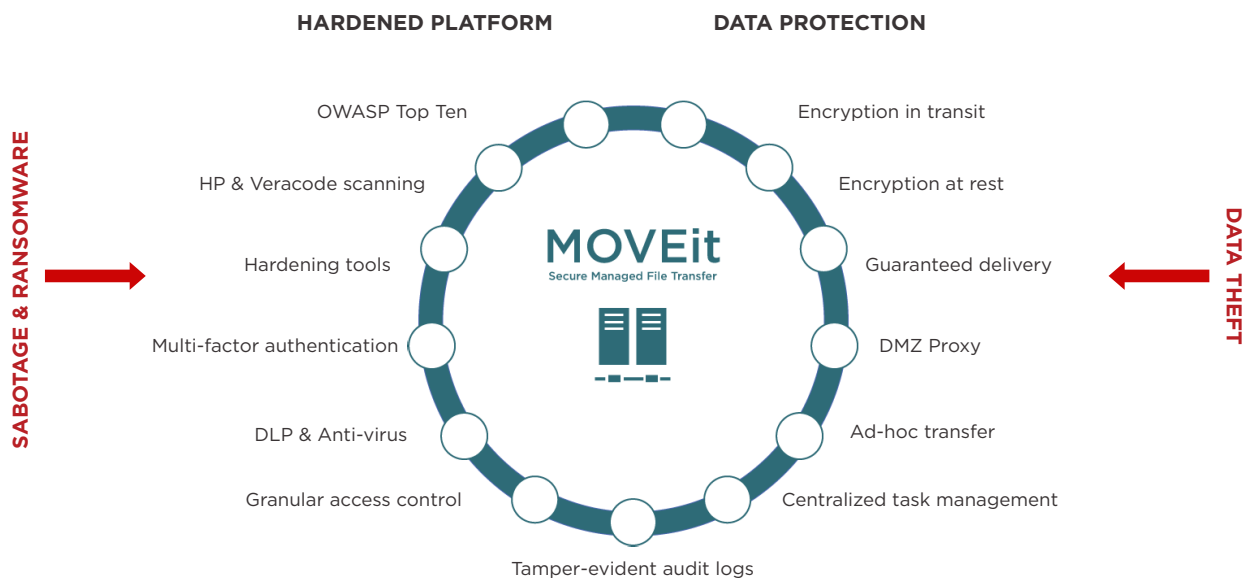 HARDENED PLATFORM
DATA PROTECTION
OWASP Top Ten
Encryption in transit
HP & Veracode scanning
Encryption at rest
SABOTAGE & RANSOMWARE
MOVEit
Secure Managed File Transfer
Hardening tools
Guaranteed delivery
DATA THEFT
Multi-factor authentication
DMZ Proxy
DLP & Anti-virus
Ad-hoc transfer
Granular access control
Centralized task management
Tamper-evident audit logs